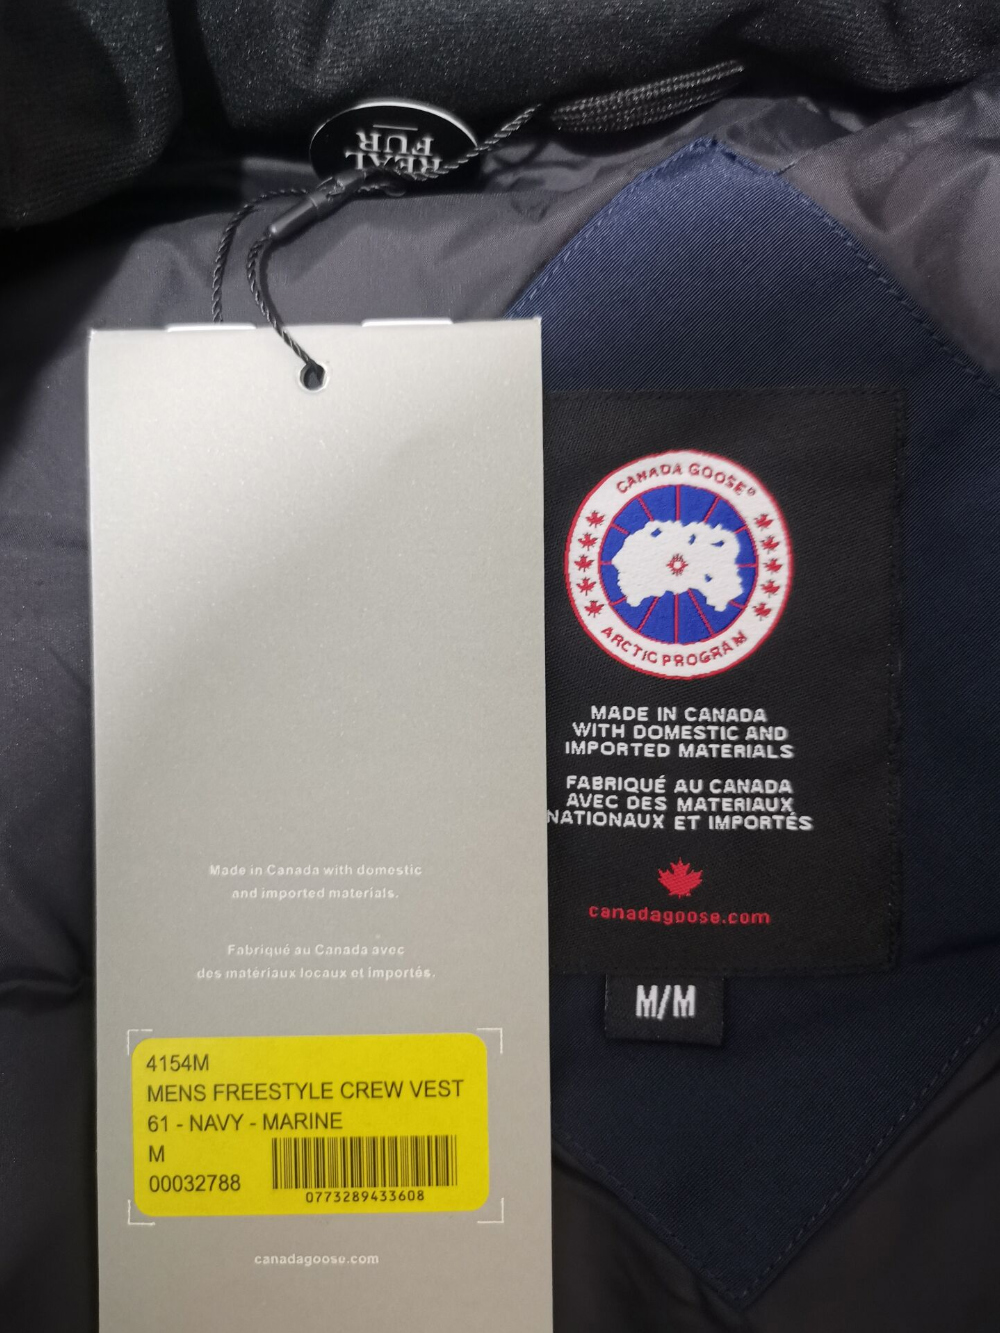 REAL
FUR
CANADA GOOSE®
ARCTIC PROGRAM
MADE IN CANADA
WITH DOMESTIC AND
IMPORTED MATERIALS
FABRIQUÉ AU CANADA
AVEC DES MATERIAUX
NATIONAUX ET IMPORTÉS
canadagoose.com
M/M
Made in Canada with domestic
and imported materials.
Fabriqué au Canada avec
des matériaux locaux et importés.
4154M
MENS FREESTYLE CREW VEST
61 - NAVY - MARINE
M
00032788
0773289433608
canadagoose.com